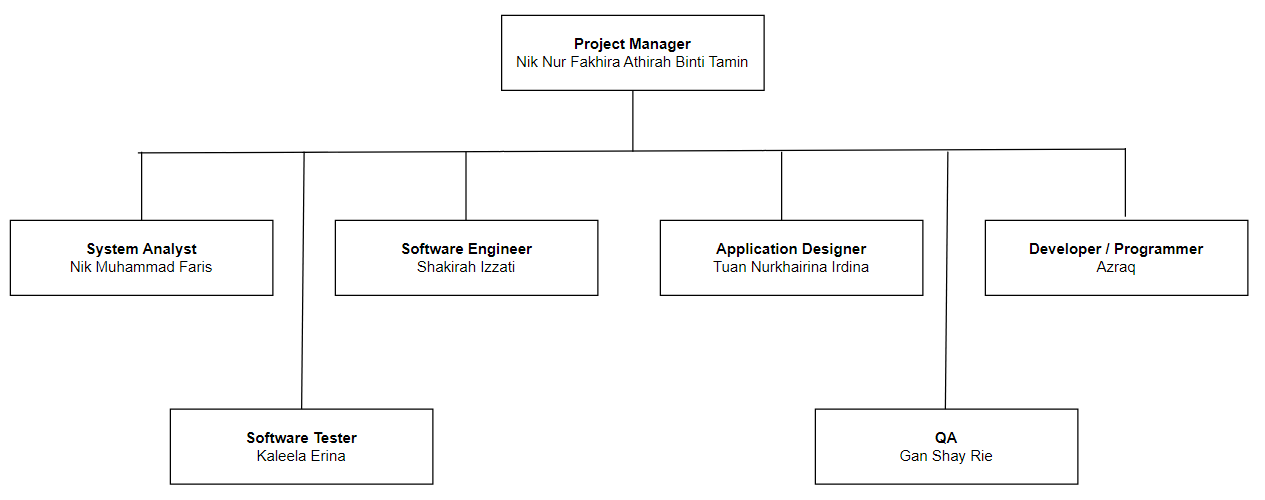 Project Manager
Nik Nur Fakhira Athirah Binti Tamin
System Analyst
Nik Muhammad Faris
Software Engineer
Shakirah Izzati
Application Designer
Tuan Nurkhairina Irdina
Developer / Programmer
Azraq
Software Tester
Kaleela Erina
QA
Gan Shay Rie